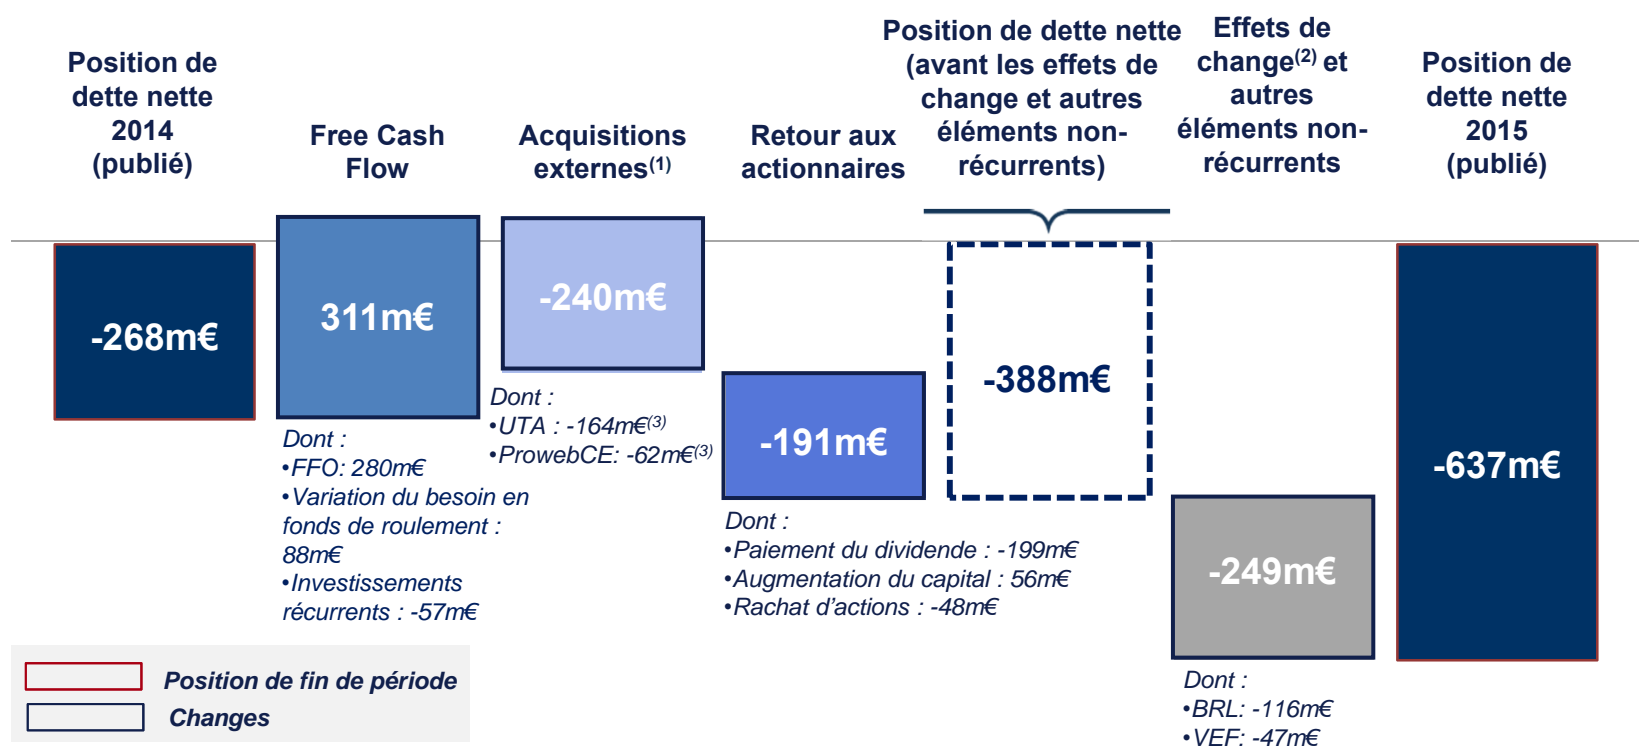 Position de
dette nette
2014
(publié)
Free Cash
Flow
Acquisitions
externes(1)
Retour aux
actionnaires
Position de dette nette
(avant les effets de
change et autres
éléments non-
récurrents)
Effets de
change(2) et
autres
éléments non-
récurrents
Position de
dette nette
2015
(publié)
-268m€
311m€
-240m€
-191m€
-388m€
-249m€
-637m€
Dont :
•FFO: 280m€
•Variation du besoin en
fonds de roulement :
88m€
•Investissements
récurrents : -57m€
Dont :
•UTA : -164m€(3)
•ProwebCE: -62m€(3)
Dont :
•Paiement du dividende : -199m€
•Augmentation du capital : 56m€
•Rachat d'actions : -48m€
Dont :
•BRL: -116m€
•VEF: -47m€
Position de fin de période
Changes